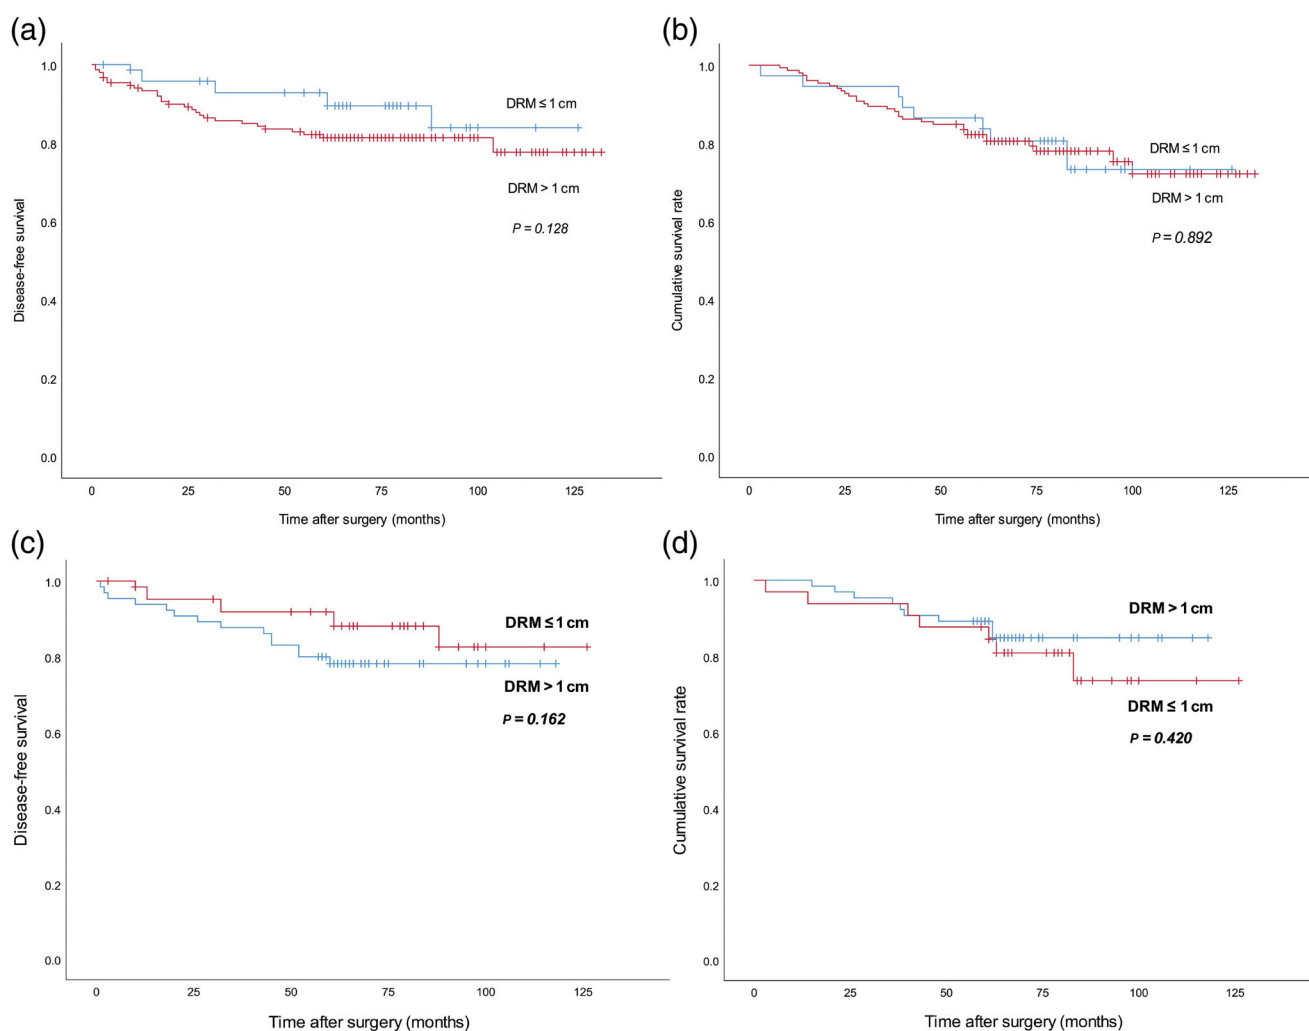 (a)
1.0
0.8
0.6
0.4
0.2
0.0
Disease-free survival
DRM ≤ 1 cm
DRM > 1 cm
P = 0.128
0 25 50 75 100 125
Time after surgery (months)
(b)
1.0
0.8
0.6
0.4
0.2
0.0
Cumulative survival rate
DRM ≤ 1 cm
DRM > 1 cm
P = 0.892
0 25 50 75 100 125
Time after surgery (months)
(c)
1.0
0.8
0.6
0.4
0.2
0.0
Disease-free survival
DRM ≤ 1 cm
DRM > 1 cm
P = 0.162
0 25 50 75 100 125
Time after surgery (months)
(d)
1.0
0.8
0.6
0.4
0.2
0.0
Cumulative survival rate
DRM > 1 cm
DRM ≤ 1 cm
P = 0.420
0 25 50 75 100 125
Time after surgery (months)